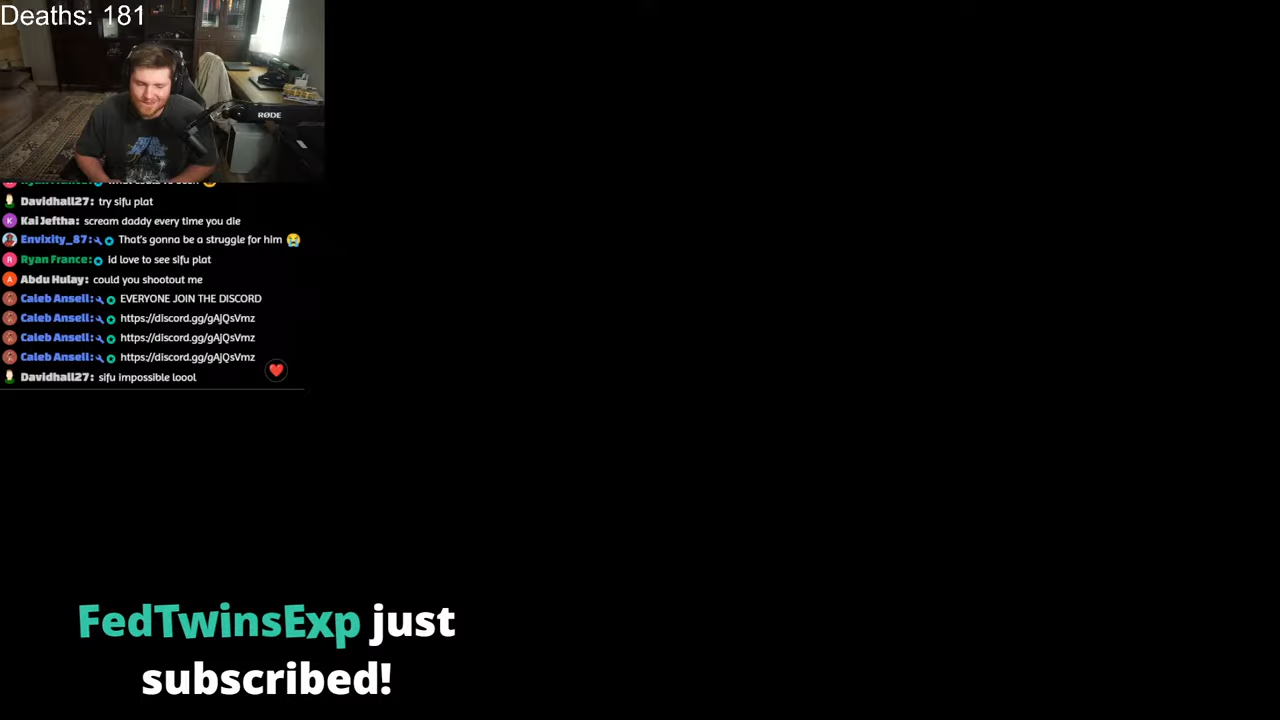 Deaths: 181
RØDE
Davidhall27: try sifu plat
Kai Jeftha: scream daddy every time you die
Envixity_87: That's gonna be a struggle for him 😭
Ryan France: id love to see sifu plat
Abdu Hulay: could you shootout me
Caleb Ansell: EVERYONE JOIN THE DISCORD
Caleb Ansell: https://discord.gg/gAjQsVmz
Caleb Ansell: https://discord.gg/gAjQsVmz
Caleb Ansell: https://discord.gg/gAjQsVmz
Davidhall27: sifu impossible loool
FedTwinsExp just
subscribed!